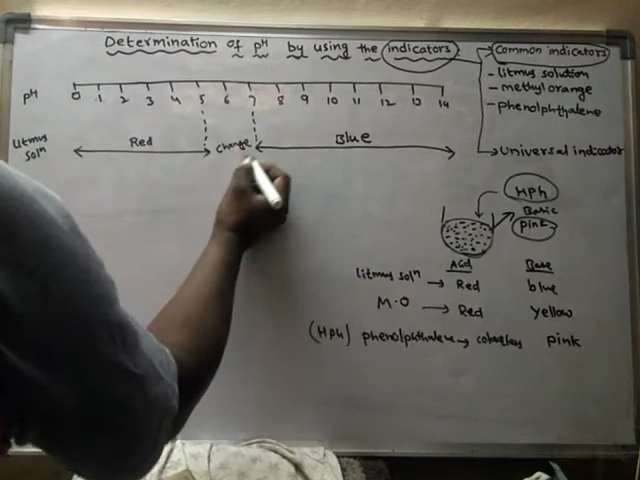 Determination of pH by using the indicators
Common indicators
- litmus solution
- methyl orange
- phenolphthalene
Universal indicator
pH
0 1 2 3 4 5 6 7 8 9 10 11 12 13 14
Litmus
soln
Red
change
Blue
HPh
Basic
pink
Acid Base
litmus soln → Red blue
M.O → Red yellow
(HPh) phenolphthalene → pink